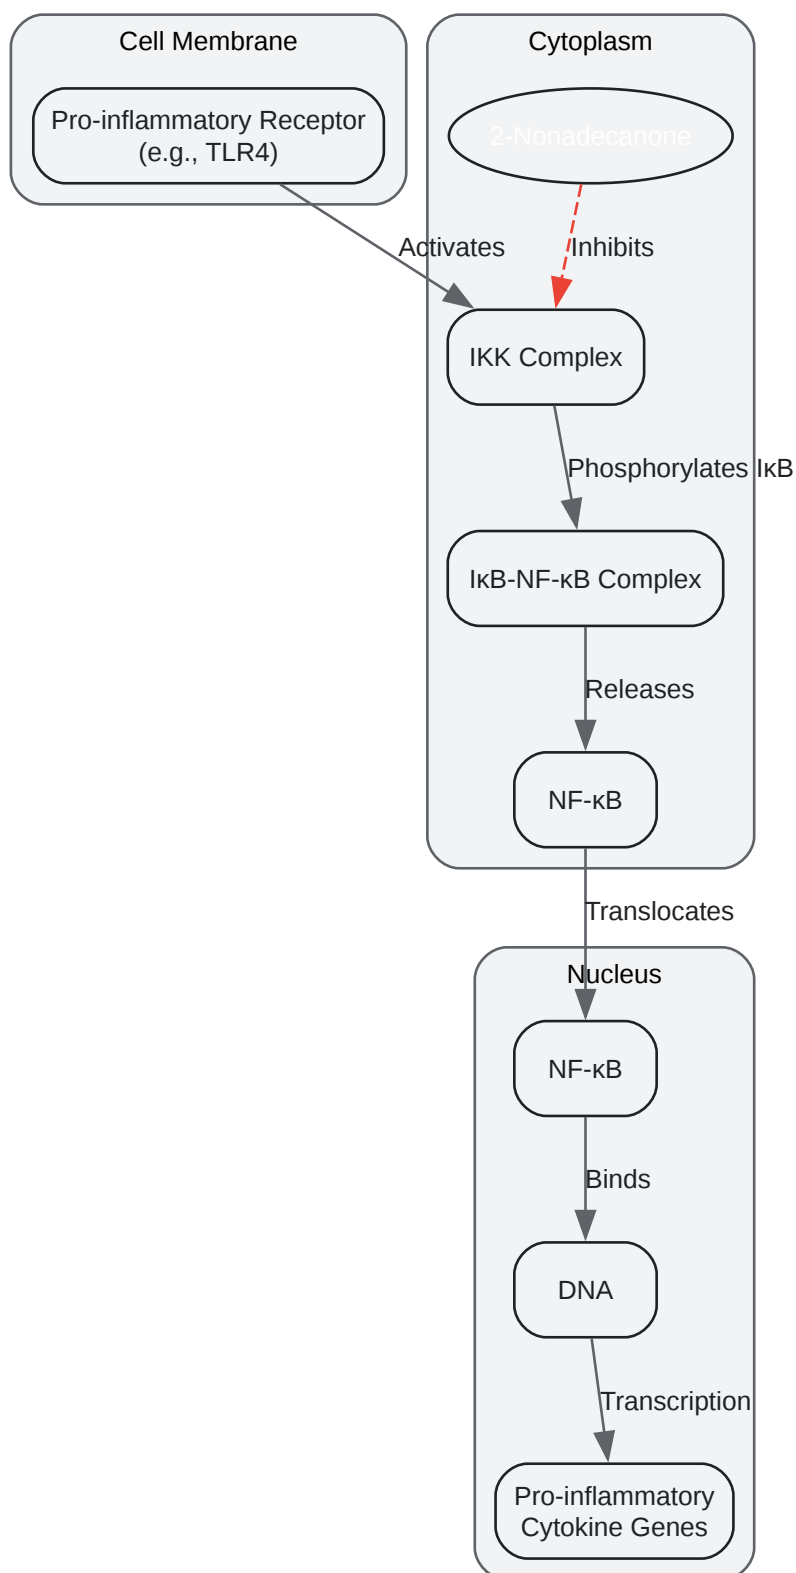 Cell Membrane
Cytoplasm
Pro-inflammatory Receptor
(e.g., TLR4)
2-Nonadecanone
Activates
Inhibits
IKK Complex
Phosphorylates IκB
IκB-NF-κB Complex
Releases
NF-κB
Translocates
Nucleus
NF-κB
Binds
DNA
Transcription
Pro-inflammatory
Cytokine Genes